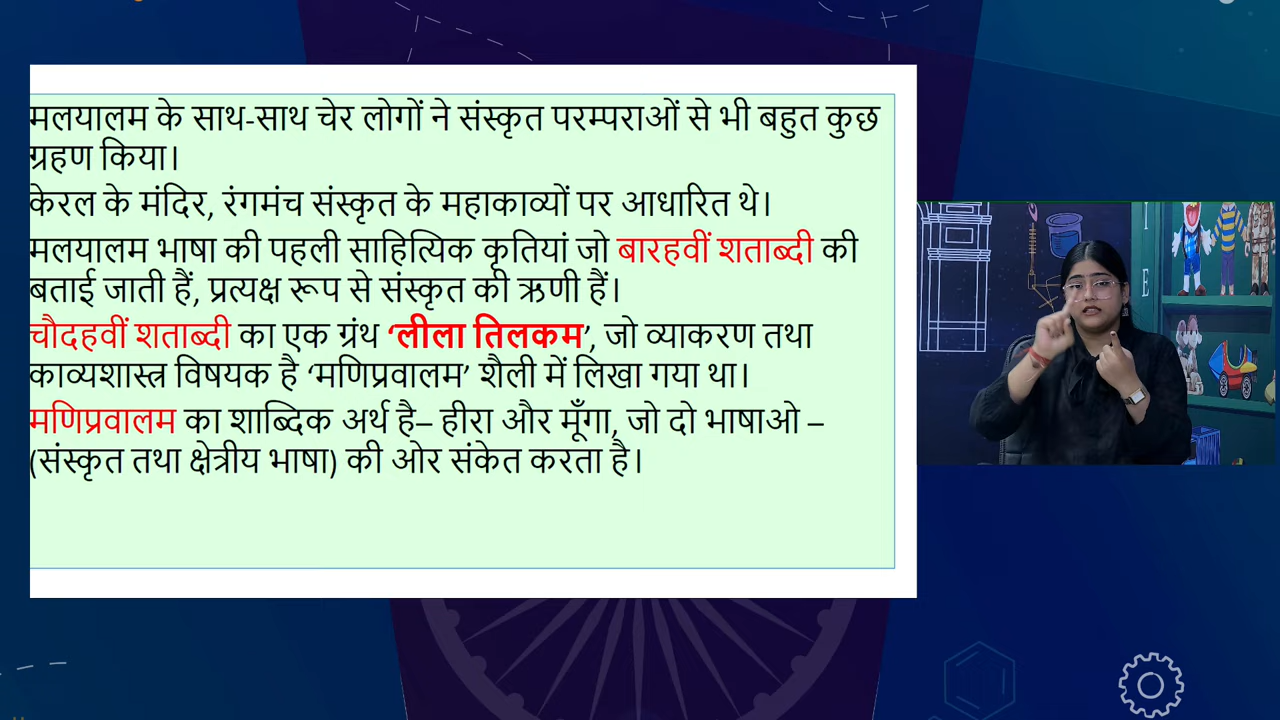 मलयालम के साथ-साथ चेर लोगों ने संस्कृत परम्पराओं से भी बहुत कुछ
ग्रहण किया।
केरल के मंदिर, रंगमंच संस्कृत के महाकाव्यों पर आधारित थे।
मलयालम भाषा की पहली साहित्यिक कृतियां जो बारहवीं शताब्दी की
बताई जाती हैं, प्रत्यक्ष रूप से संस्कृत की ऋणी हैं।
चौदहवीं शताब्दी का एक ग्रंथ ‘लीला तिलकम’, जो व्याकरण तथा
काव्यशास्त्र विषयक है ‘मणिप्रवालम’ शैली में लिखा गया था।
मणिप्रवालम का शाब्दिक अर्थ है– हीरा और मूँगा, जो दो भाषाओ –
(संस्कृत तथा क्षेत्रीय भाषा) की ओर संकेत करता है।
I
E